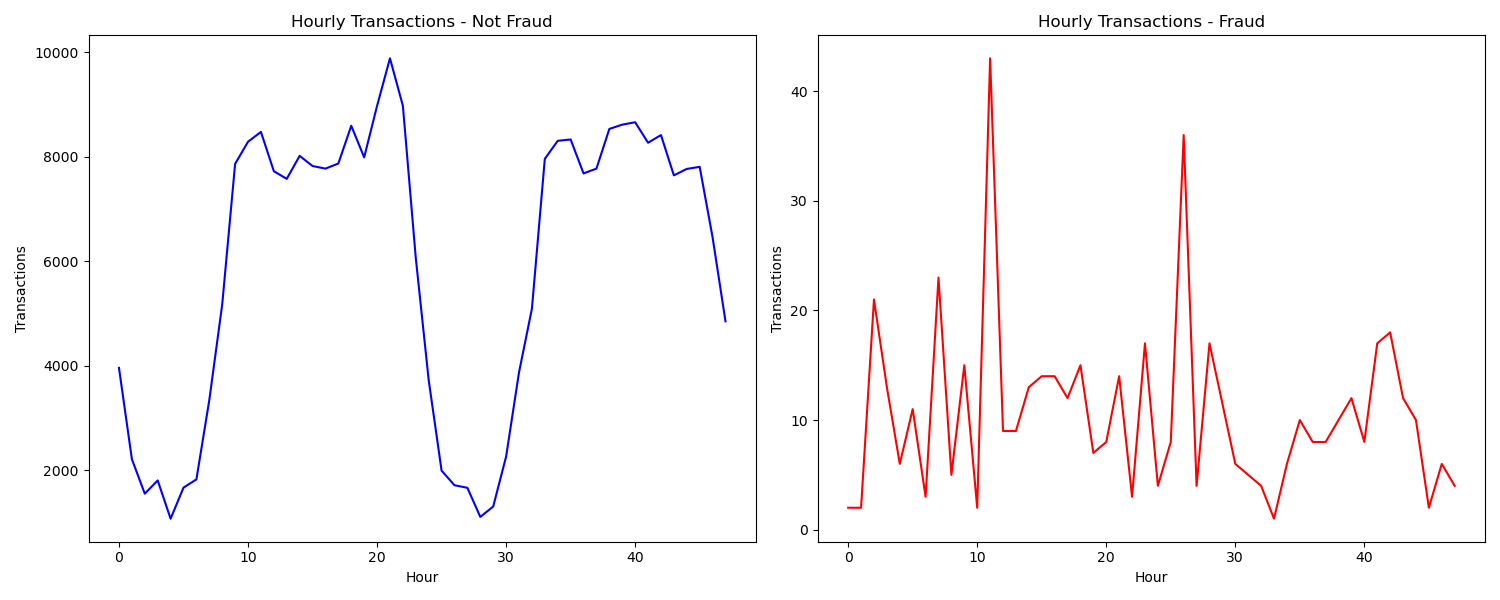 Hourly Transactions - Not Fraud
10000
8000
6000
4000
2000
Transactions
0 10 20 30 40
Hour
Hourly Transactions - Fraud
40
30
20
10
0
Transactions
0 10 20 30 40
Hour